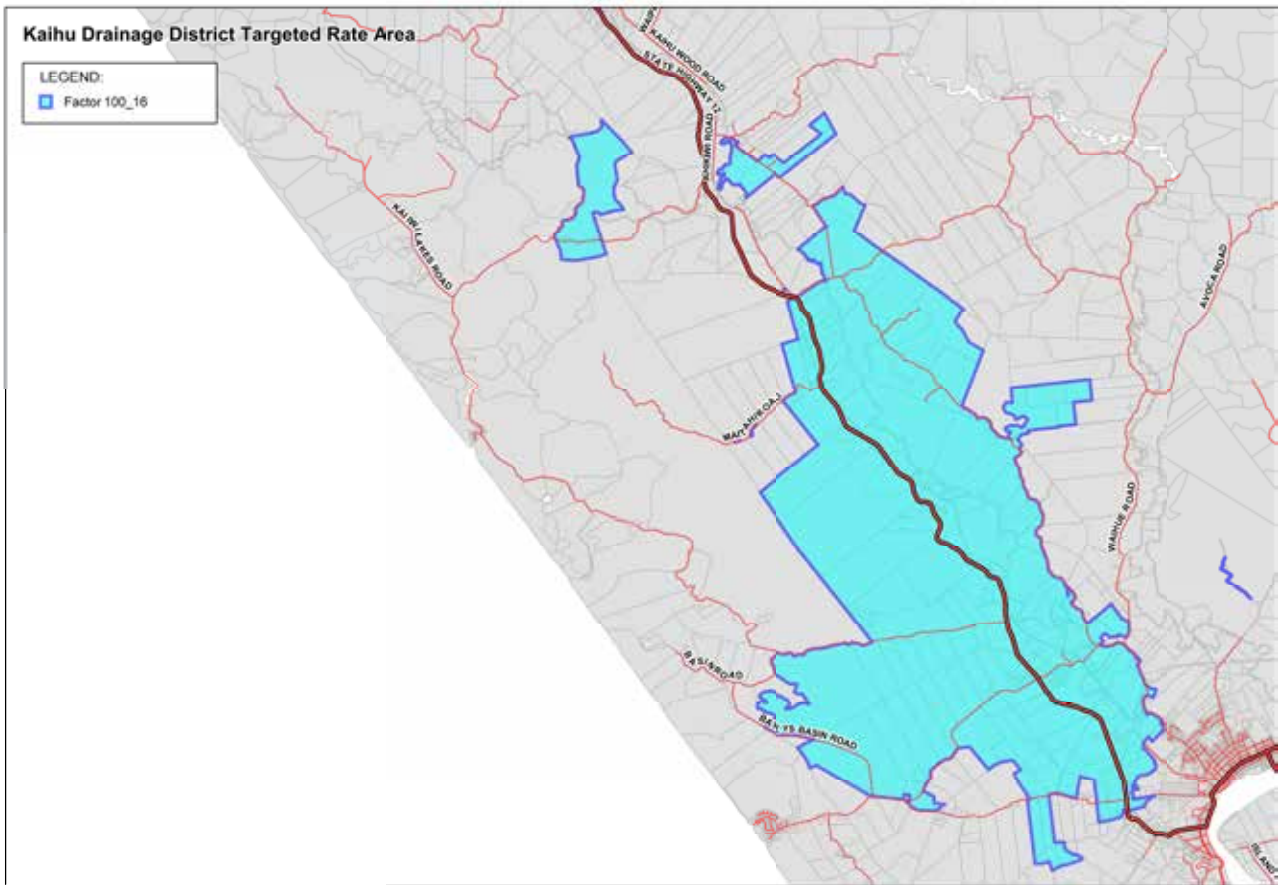 Kaihu Drainage District Targeted Rate Area
LEGEND:
Factor 100_16
KAIHU WOOD ROAD
STATE HIGHWAY 12
ROAD
KAI IWI LAKES ROAD
AVOCA ROAD
WAIHUE ROAD
BASIN ROAD
BASIN ROAD